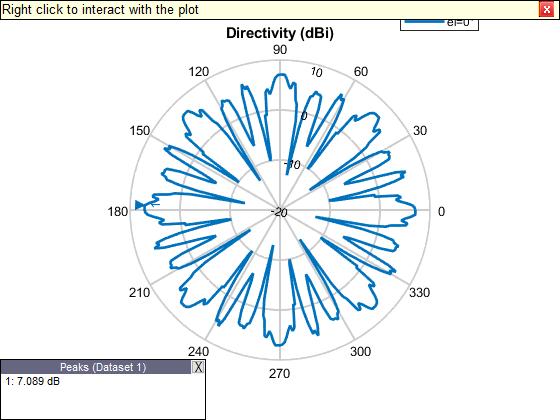 Right click to interact with the plot
X
el=0°
Directivity (dBi)
90
120
60
10
150
30
0
-10
180
1
-20
0
210
330
240
300
270
Peaks (Dataset 1)
X
1: 7.089 dB